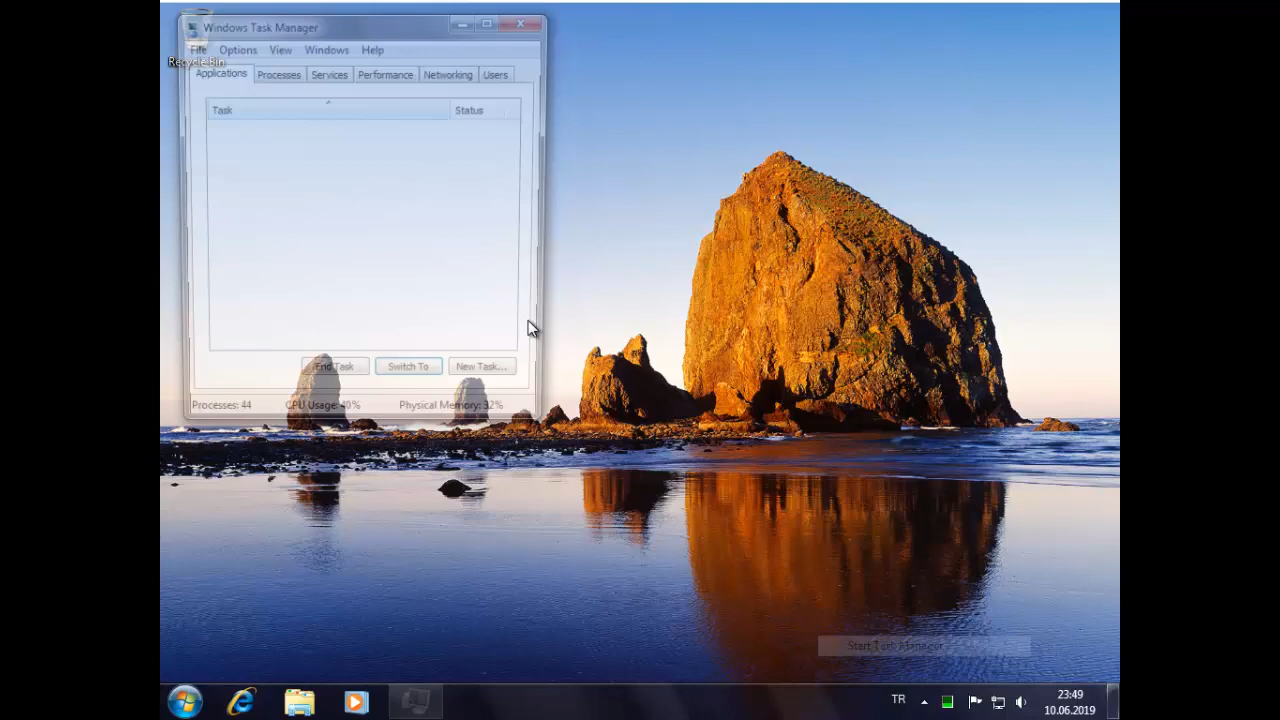 Windows Task Manager
File Options View Windows Help
Recycle Bin
Applications Processes Services Performance Networking Users
Task Status
End Task Switch To New Task...
Processes: 44 CPU Usage: 40% Physical Memory: 32%
Start Task Manager
TR
23:49
10.06.2019